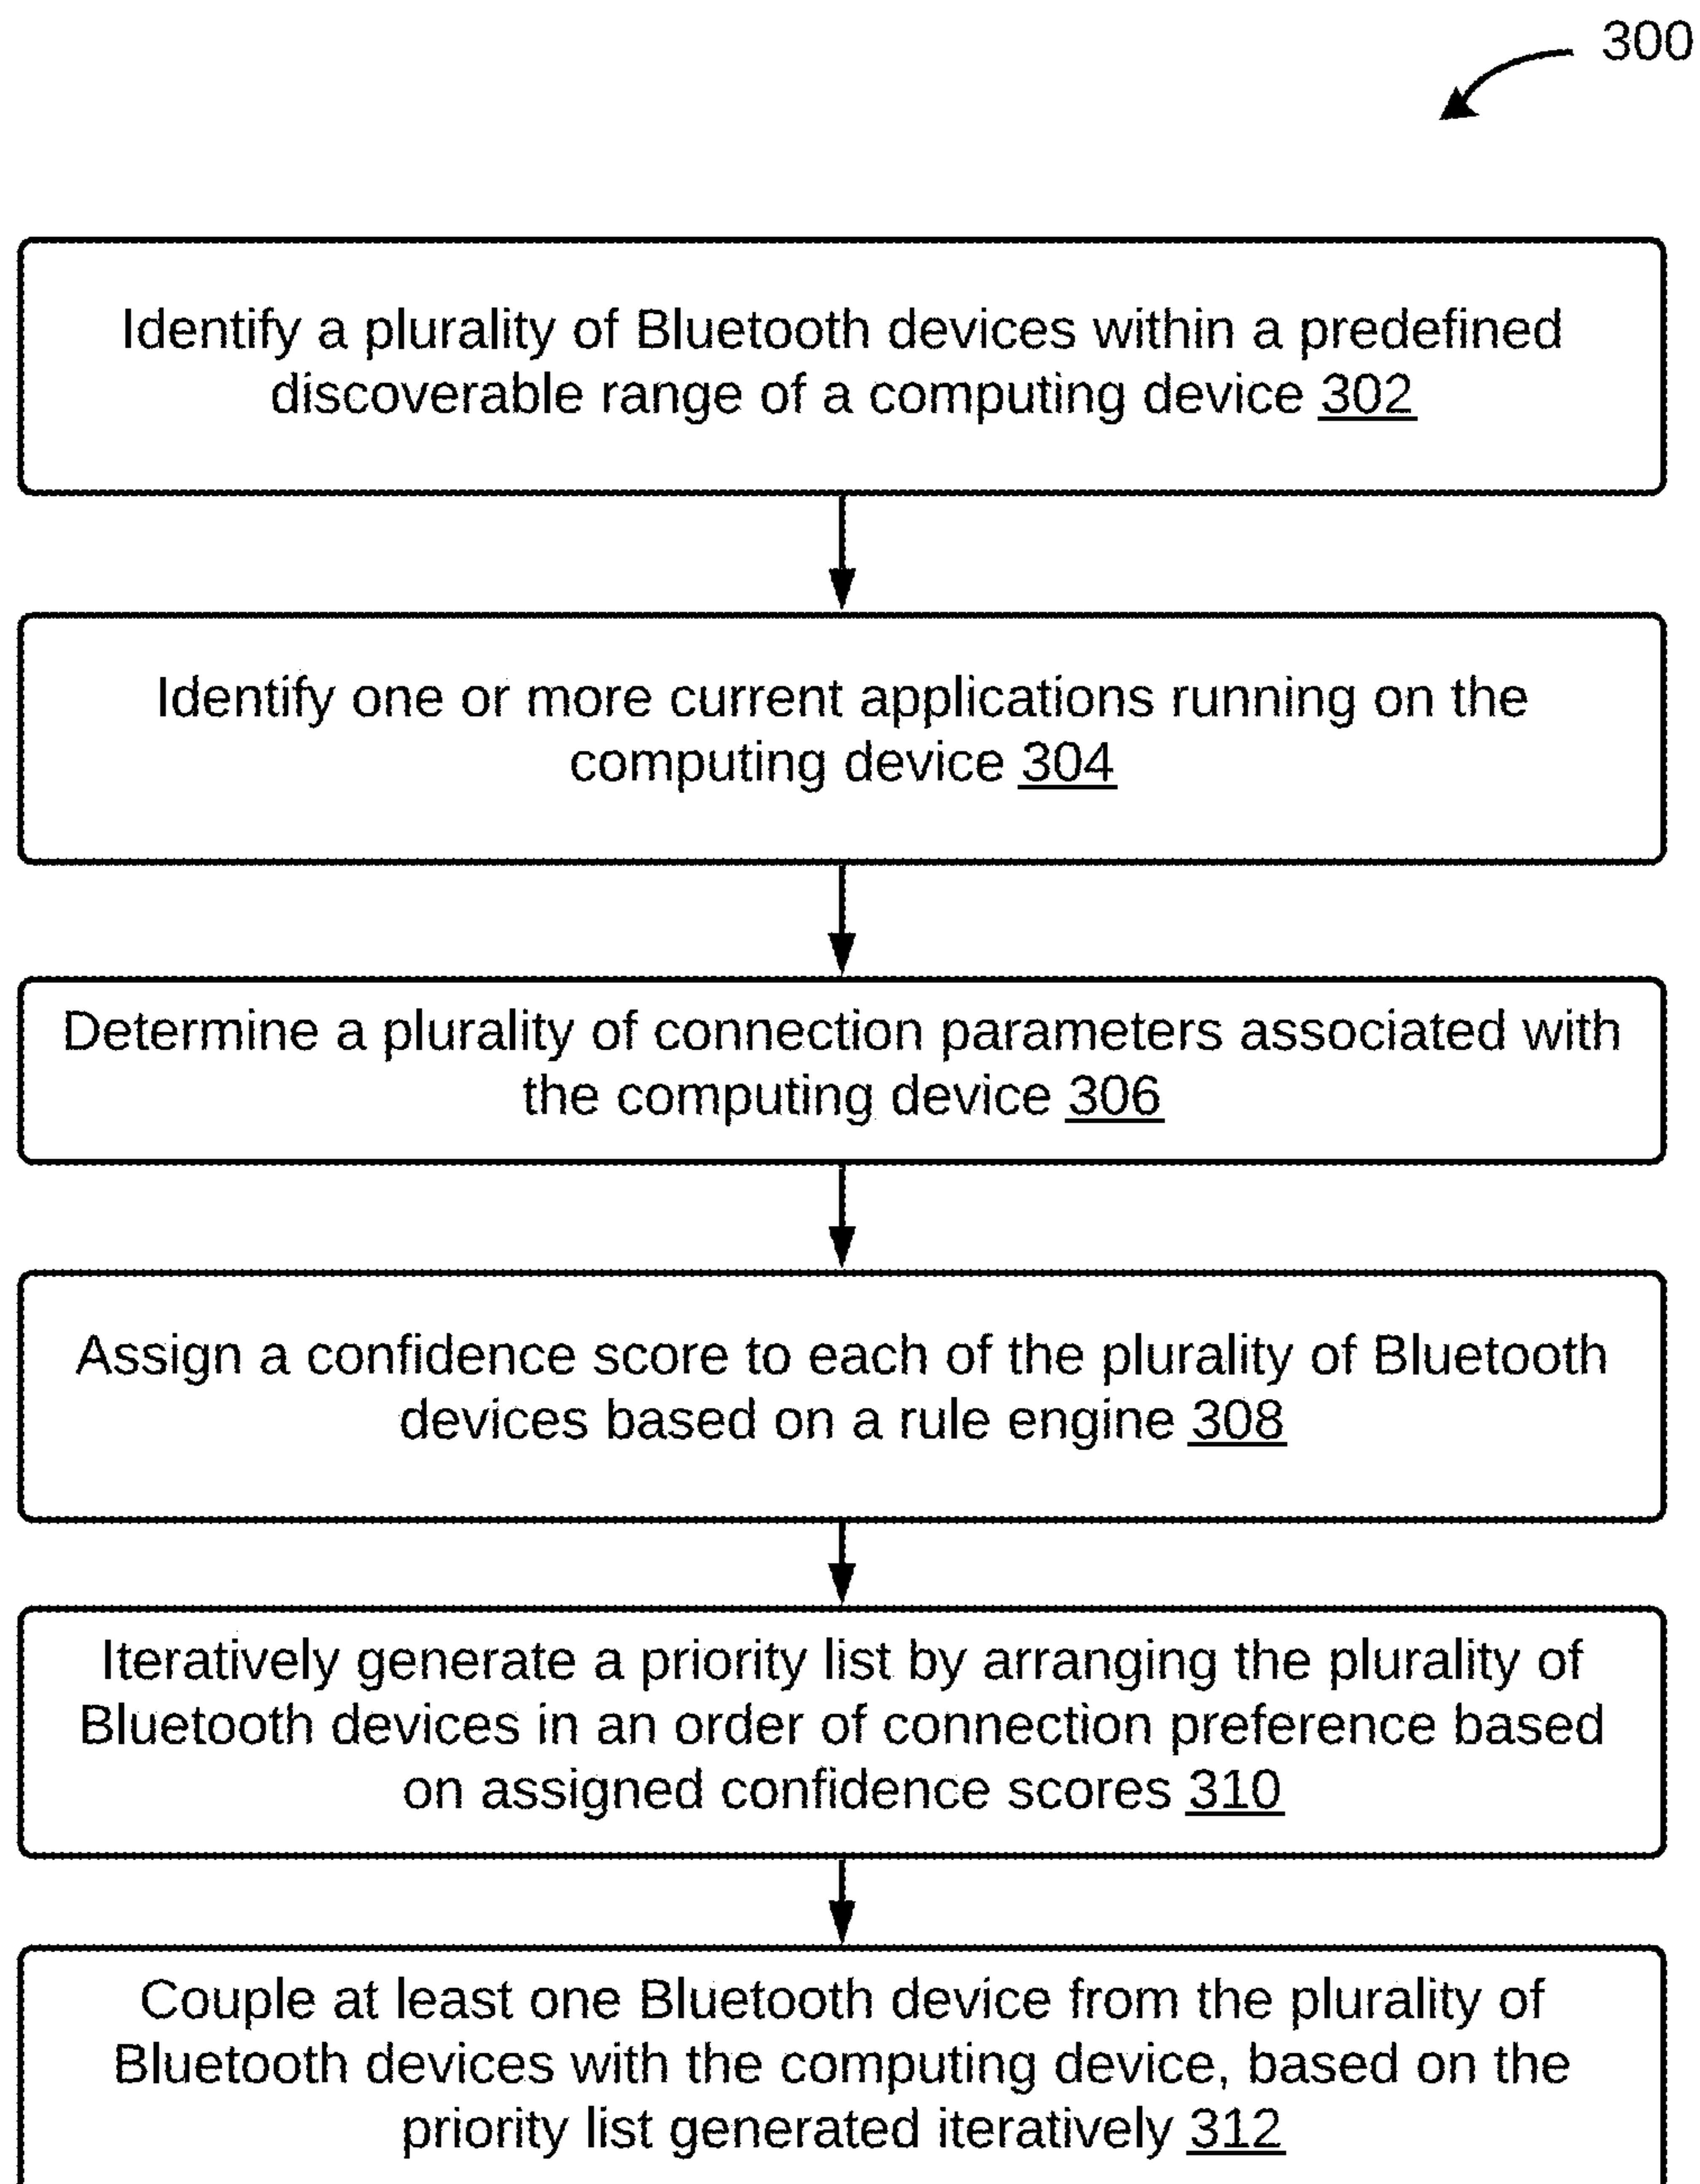 300
Identify a plurality of Bluetooth devices within a predefined
discoverable range of a computing device 302
Identify one or more current applications running on the
computing device 304
Determine a plurality of connection parameters associated with
the computing device 306
Assign a confidence score to each of the plurality of Bluetooth
devices based on a rule engine 308
Iteratively generate a priority list by arranging the plurality of
Bluetooth devices in an order of connection preference based
on assigned confidence scores 310
Couple at least one Bluetooth device from the plurality of
Bluetooth devices with the computing device, based on the
priority list generated iteratively 312